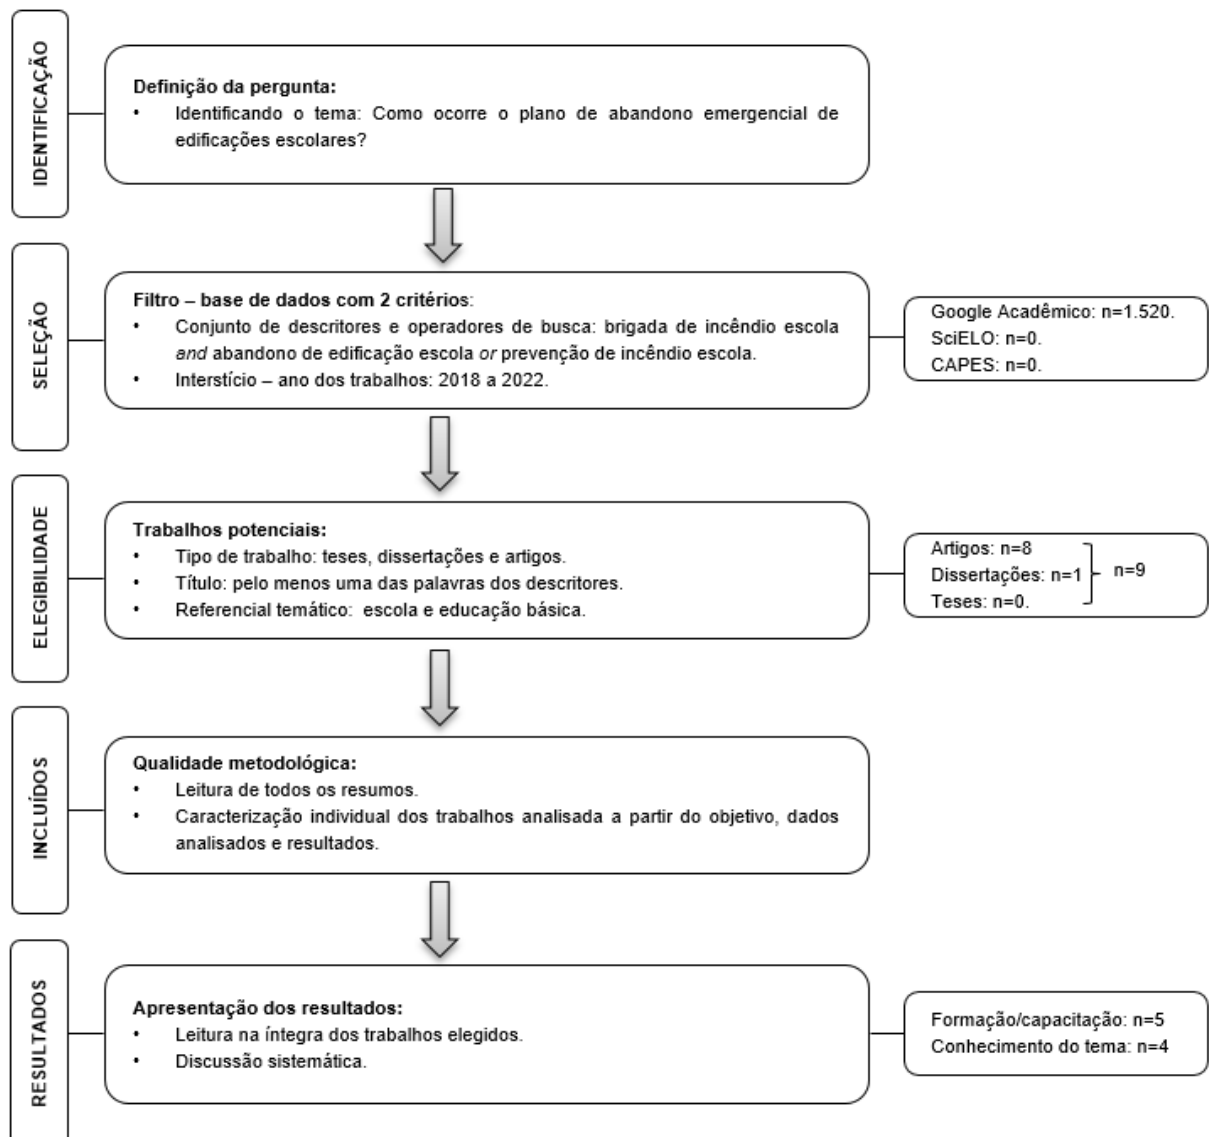 IDENTIFICAÇÃO
Definição da pergunta:
• Identificando o tema: Como ocorre o plano de abandono emergencial de
edificações escolares?
SELEÇÃO
Filtro – base de dados com 2 critérios:
• Conjunto de descritores e operadores de busca: brigada de incêndio escola
and abandono de edificação escola or prevenção de incêndio escola.
• Interstício – ano dos trabalhos: 2018 a 2022.
Google Acadêmico: n=1.520.
SciELO: n=0.
CAPES: n=0.
ELEGIBILIDADE
Trabalhos potenciais:
• Tipo de trabalho: teses, dissertações e artigos.
• Título: pelo menos uma das palavras dos descritores.
• Referencial temático: escola e educação básica.
Artigos: n=8
Dissertações: n=1
Teses: n=0.
n=9
INCLUÍDOS
Qualidade metodológica:
• Leitura de todos os resumos.
• Caracterização individual dos trabalhos analisada a partir do objetivo, dados
analisados e resultados.
RESULTADOS
Apresentação dos resultados:
• Leitura na íntegra dos trabalhos elegidos.
• Discussão sistemática.
Formação/capacitação: n=5
Conhecimento do tema: n=4